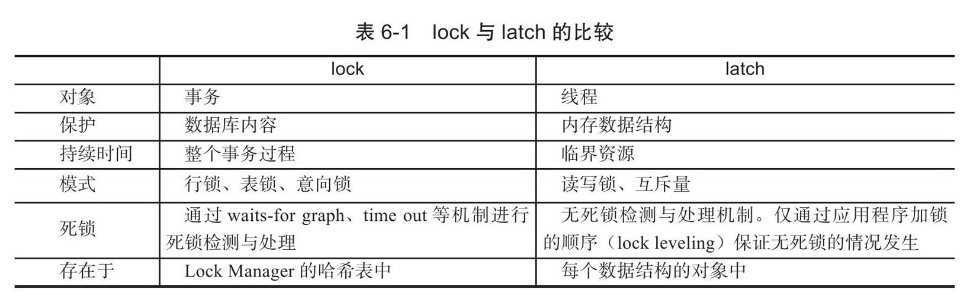 表 6-1 lock 与 latch 的比较
lock latch
对象 事务 线程
保护 数据库内容 内存数据结构
持续时间 整个事务过程 临界资源
模式 行锁、表锁、意向锁 读写锁、互斥量
死锁 通过 waits-for graph、time out 等机制进行死锁检测与处理 无死锁检测与处理机制。仅通过应用程序加锁的顺序（lock leveling）保证无死锁的情况发生
存在于 Lock Manager 的哈希表中 每个数据结构的对象中